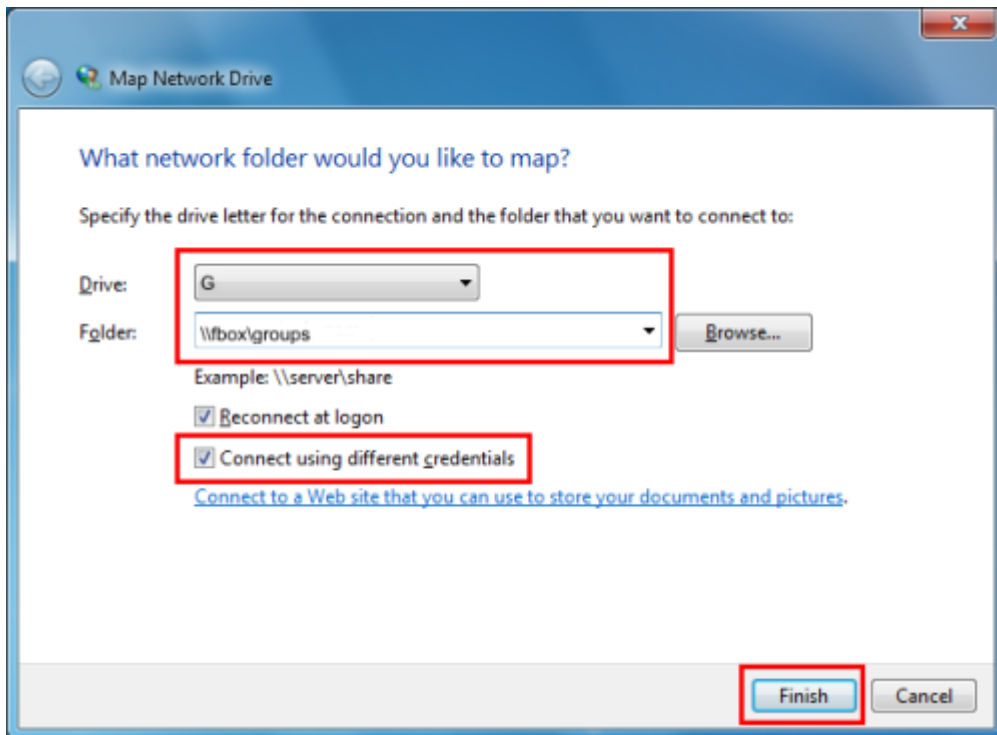 Map Network Drive
What network folder would you like to map?
Specify the drive letter for the connection and the folder that you want to connect to:
Drive: G
Folder: \\fbox\groups Browse...
Example: \\server\share
Reconnect at logon
Connect using different credentials
Connect to a Web site that you can use to store your documents and pictures.
Finish Cancel